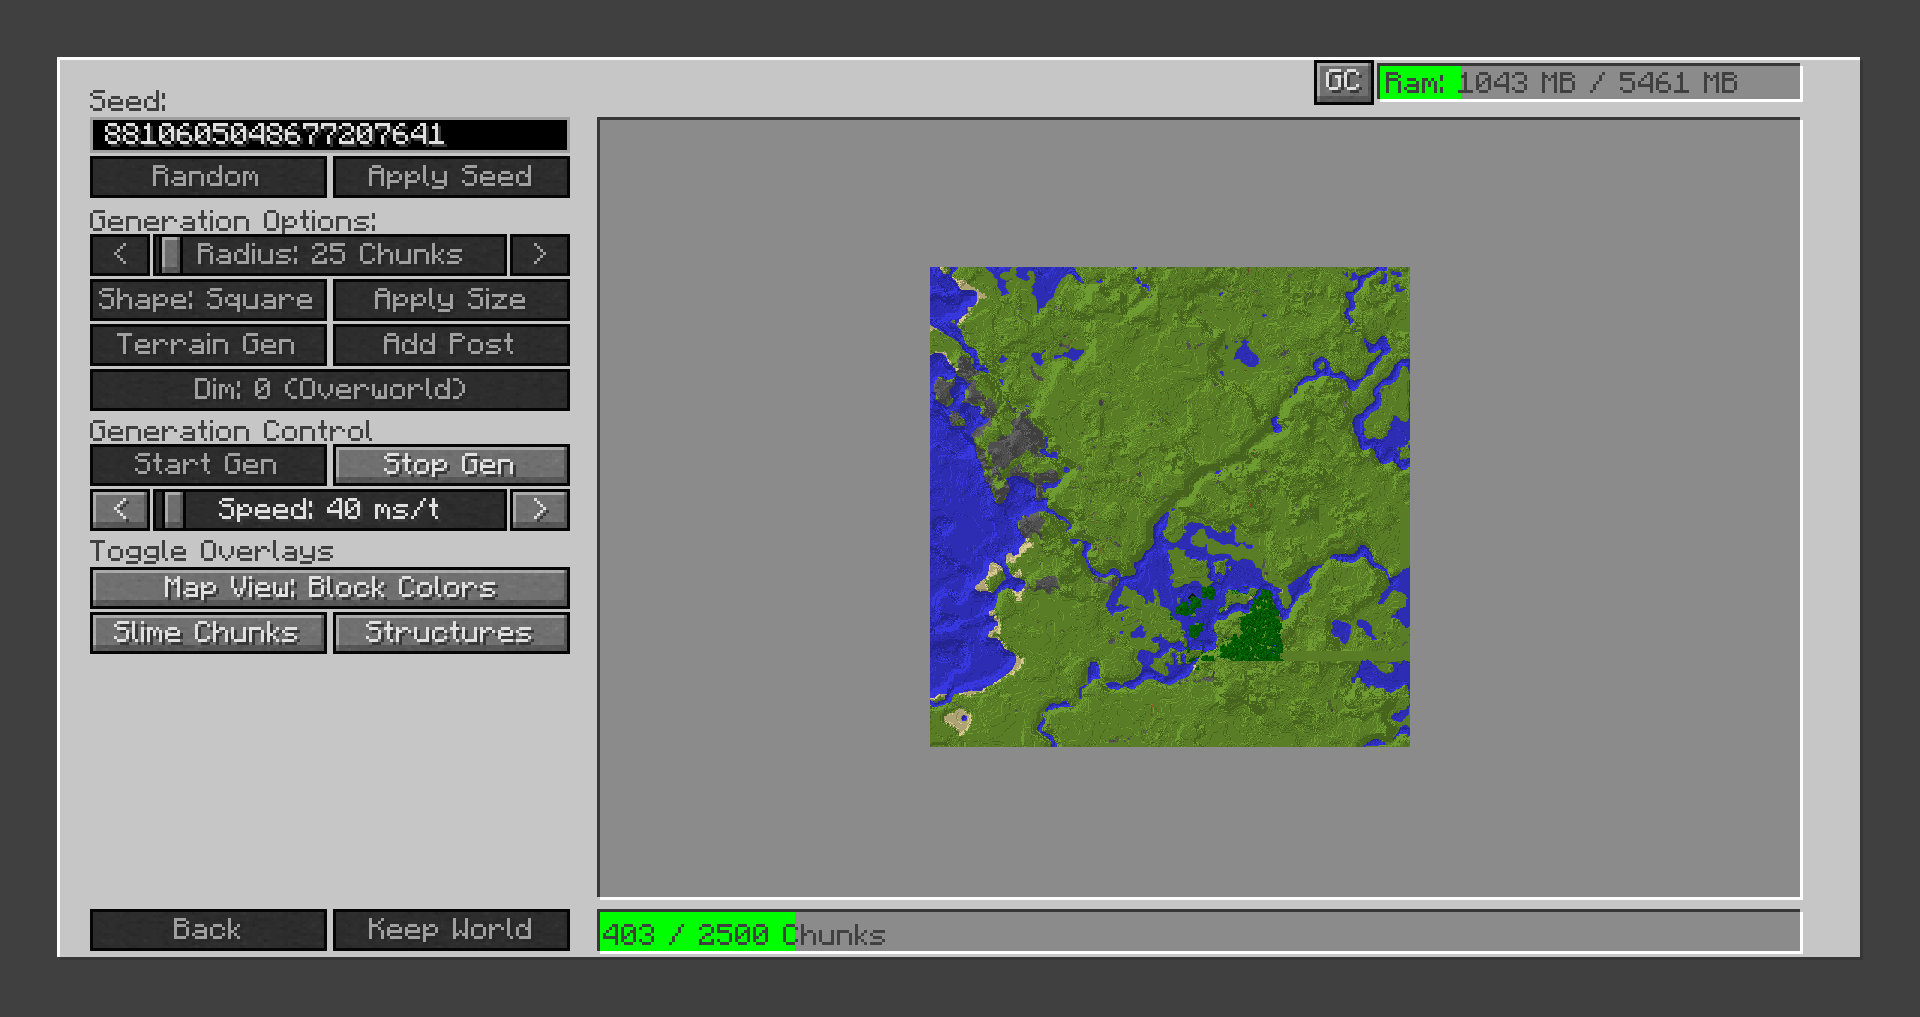 GC Ram: 1043 MB / 5461 MB
Seed:
8810605048677207641
Random Apply Seed
Generation Options:
< Radius: 25 Chunks >
Shape: Square Apply Size
Terrain Gen Add Post
Dim: 0 (Overworld)
Generation Control
Start Gen Stop Gen
< Speed: 40 ms/t >
Toggle Overlays
Map View: Block Colors
Slime Chunks Structures
Back Keep World 403 / 2500 Chunks